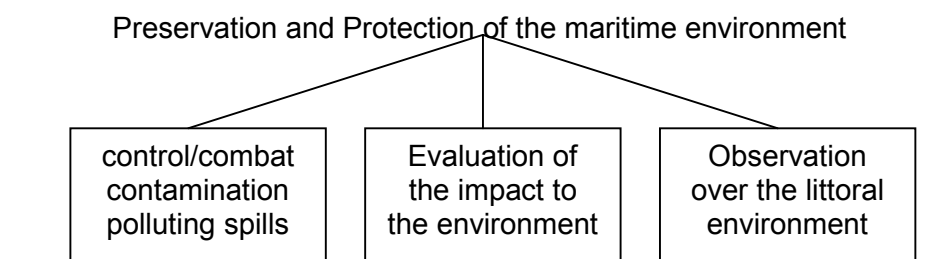 Preservation and Protection of the maritime environment
control/combat
contamination
polluting spills
Evaluation of
the impact to
the environment
Observation
over the littoral
environment